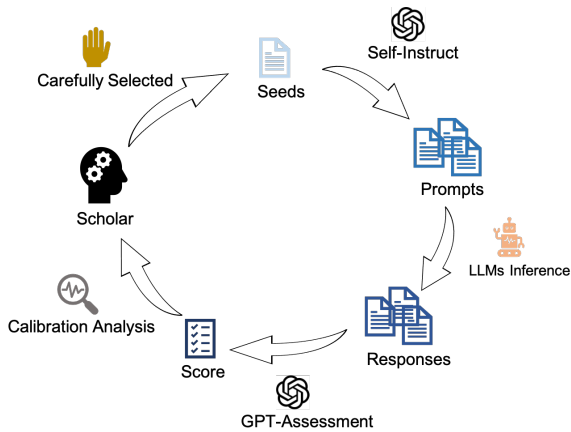 Self-Instruct
Carefully Selected
Seeds
Prompts
Scholar
LLMs Inference
Calibration Analysis
Responses
Score
GPT-Assessment